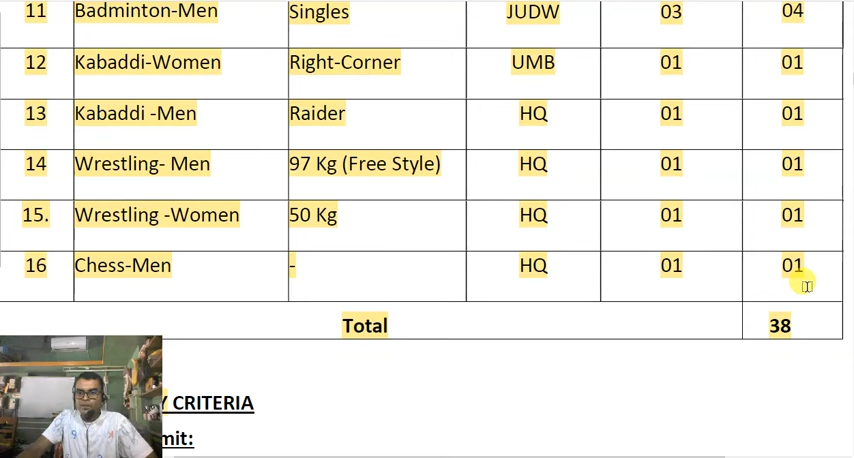 11 Badminton-Men Singles JUDW 03 04
12 Kabaddi-Women Right-Corner UMB 01 01
13 Kabaddi -Men Raider HQ 01 01
14 Wrestling- Men 97 Kg (Free Style) HQ 01 01
15. Wrestling -Women 50 Kg HQ 01 01
16 Chess-Men - HQ 01 01
Total 38
Y CRITERIA
mit: